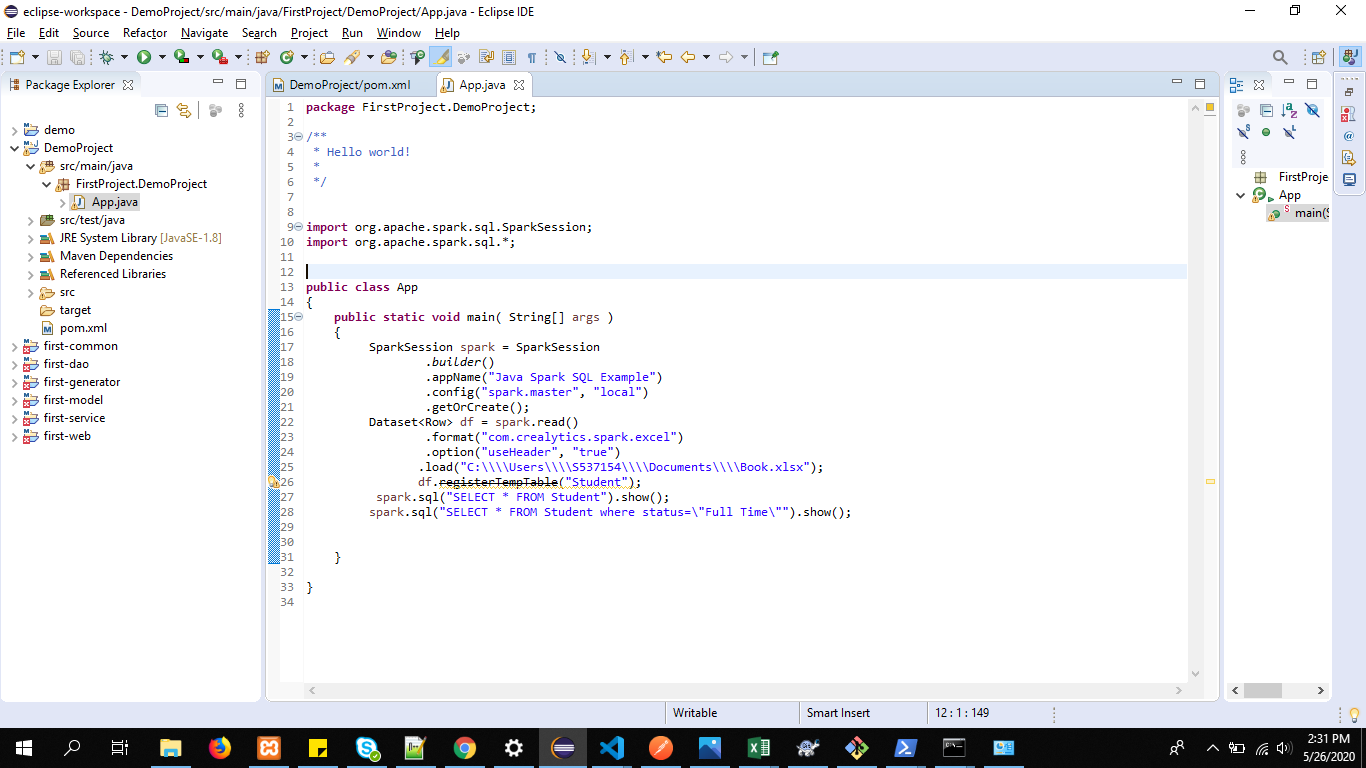 eclipse-workspace - DemoProject/src/main/java/FirstProject/DemoProject/App.java - Eclipse IDE
File Edit Source Refactor Navigate Search Project Run Window Help
Package Explorer
demo
DemoProject
src/main/java
FirstProject.DemoProject
App.java
src/test/java
JRE System Library [JavaSE-1.8]
Maven Dependencies
Referenced Libraries
src
target
pom.xml
first-common
first-dao
first-generator
first-model
first-service
first-web
DemoProject/pom.xml App.java
1 package FirstProject.DemoProject;
2
3 /**
4 * Hello world!
5 *
6 */
7
8
9 import org.apache.spark.sql.SparkSession;
10 import org.apache.spark.sql.*;
11
12
13 public class App
14 {
15 public static void main( String[] args )
16 {
17 SparkSession spark = SparkSession
18 .builder()
19 .appName("Java Spark SQL Example")
20 .config("spark.master", "local")
21 .getOrCreate();
22 Dataset<Row> df = spark.read()
23 .format("com.crealytics.spark.excel")
24 .option("useHeader", "true")
25 .load("C:\\\\Users\\\\S537154\\\\Documents\\\\Book.xlsx");
26 df.registerTempTable("Student");
27 spark.sql("SELECT * FROM Student").show();
28 spark.sql("SELECT * FROM Student where status=\"Full Time\"").show();
29
30
31 }
32
33 }
34
FirstProje
App
main(S
Writable Smart Insert 12 : 1 : 149
2:31 PM
5/26/2020